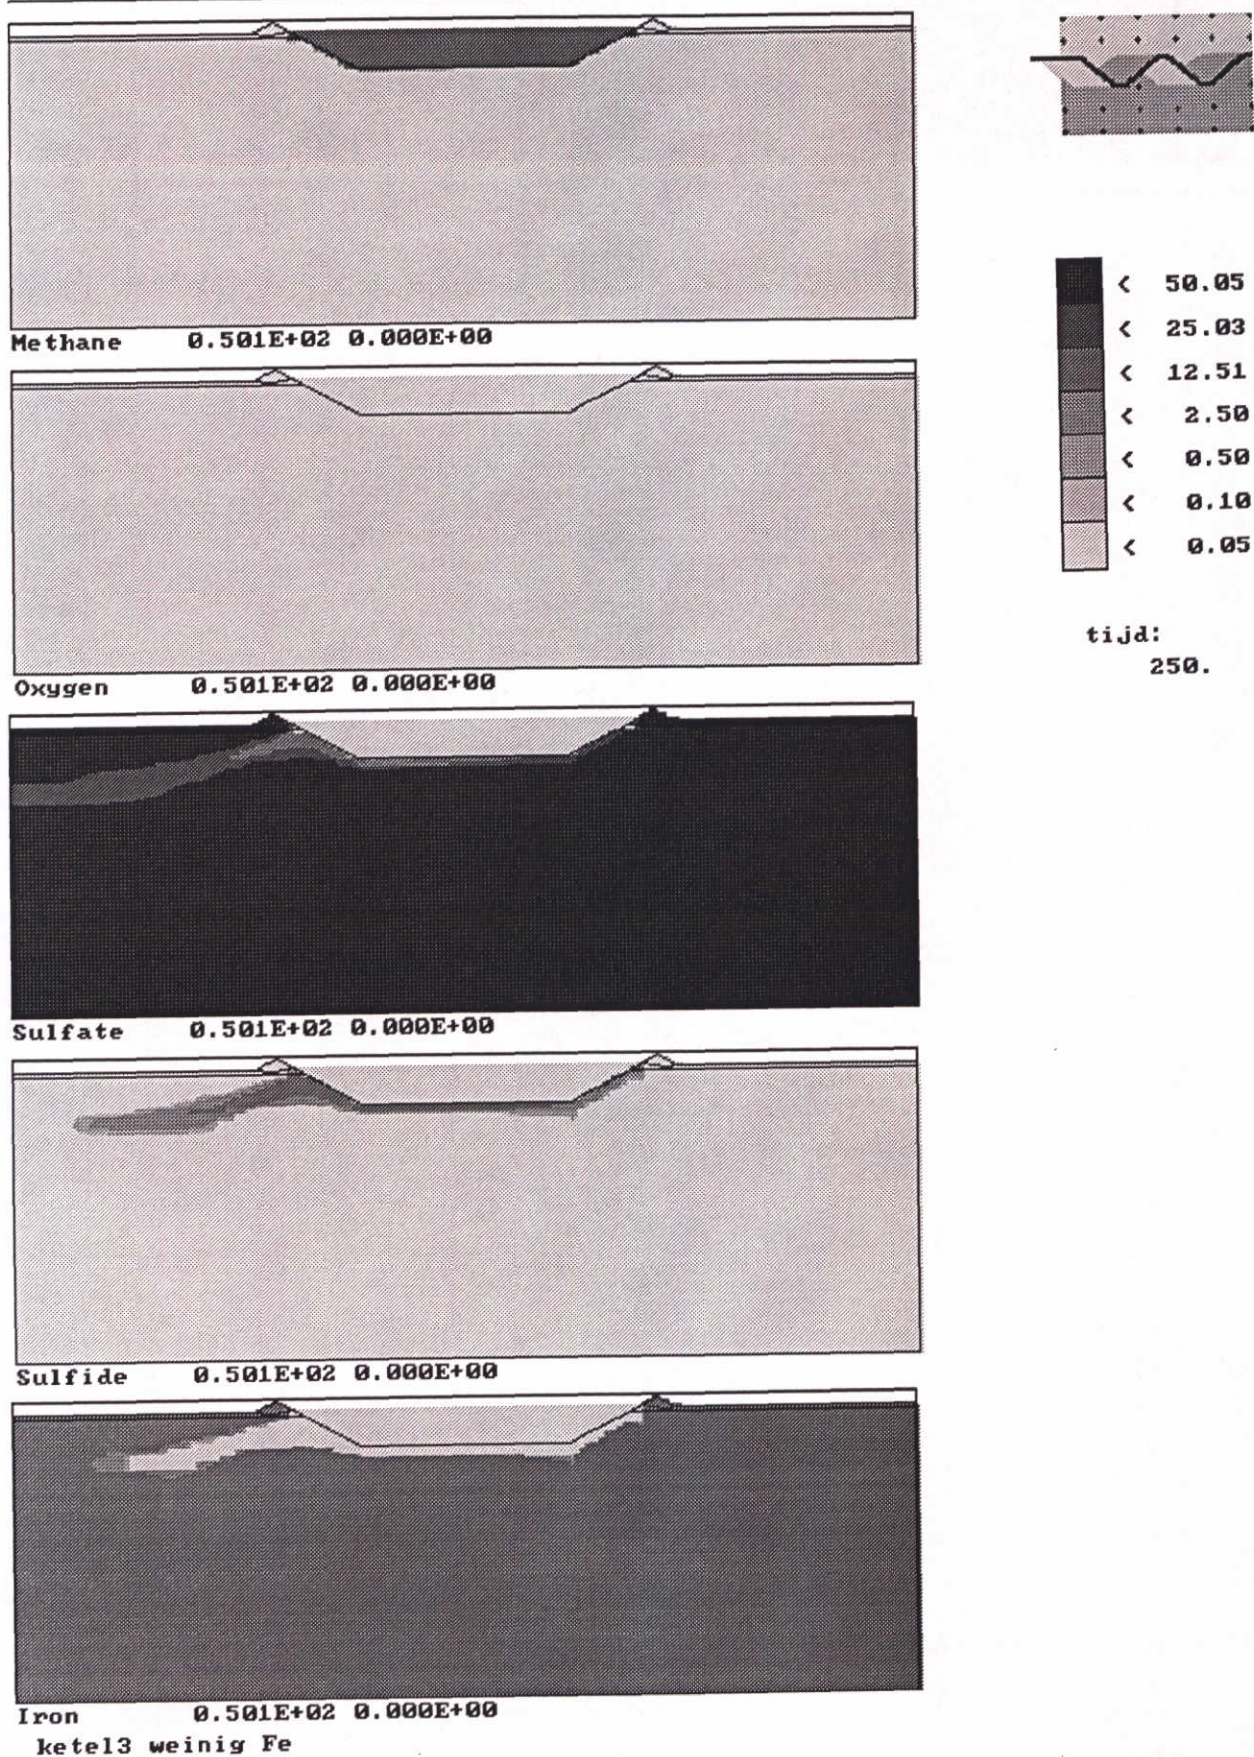 Methane 0.501E+02 0.000E+00
Oxygen 0.501E+02 0.000E+00
Sulfate 0.501E+02 0.000E+00
Sulfide 0.501E+02 0.000E+00
Iron 0.501E+02 0.000E+00
ketel3 weinig Fe
< 50.05
< 25.03
< 12.51
< 2.50
< 0.50
< 0.10
< 0.05
tijd:
250.